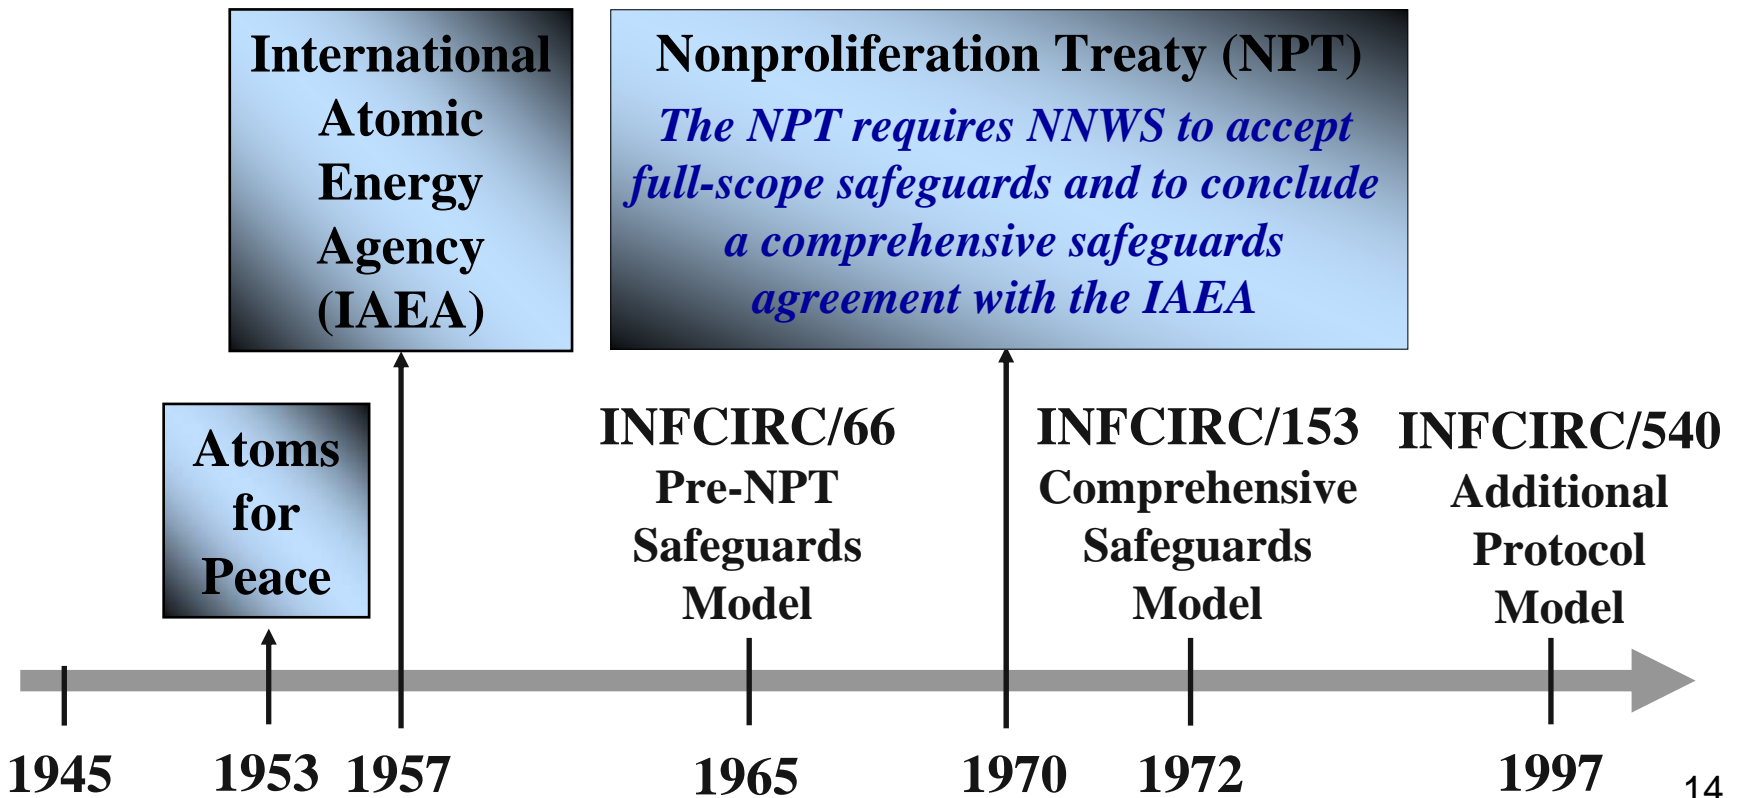 International
Atomic
Energy
Agency
(IAEA)
Nonproliferation Treaty (NPT)
The NPT requires NNWS to accept
full-scope safeguards and to conclude
a comprehensive safeguards
agreement with the IAEA
Atoms
for
Peace
INFCIRC/66
Pre-NPT
Safeguards
Model
INFCIRC/153
Comprehensive
Safeguards
Model
INFCIRC/540
Additional
Protocol
Model
1945
1953
1957
1965
1970
1972
1997
14